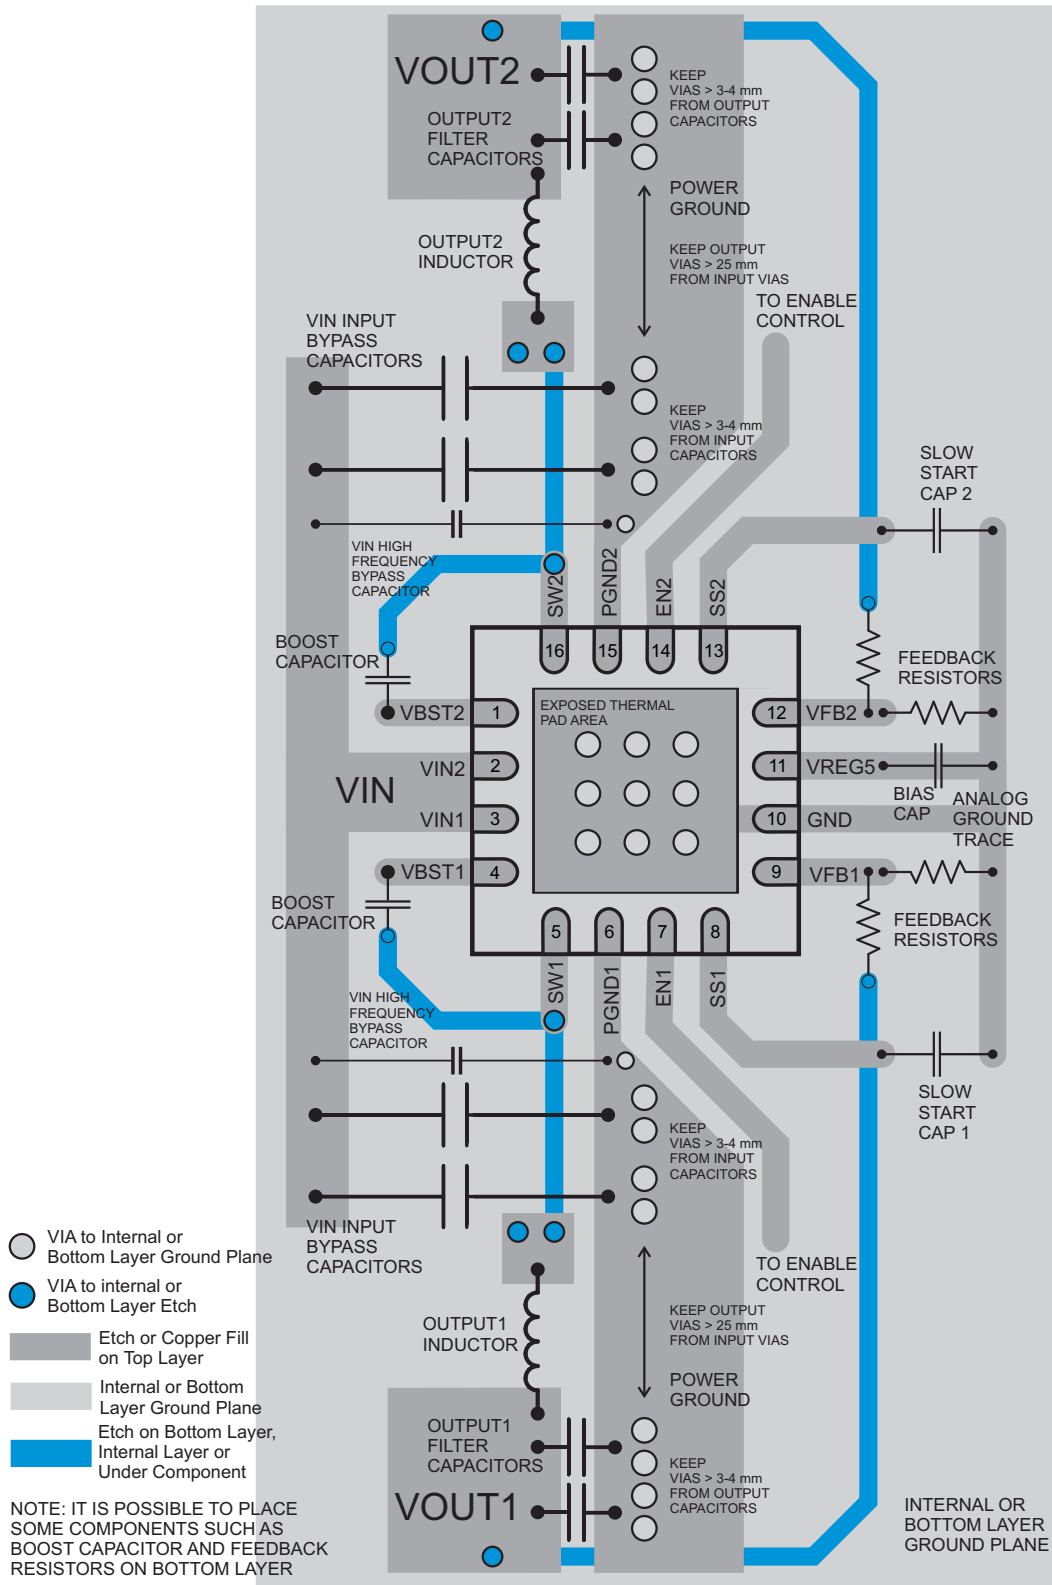 VOUT2
OUTPUT2
FILTER
CAPACITORS
KEEP
VIAS > 3-4 mm
FROM OUTPUT
CAPACITORS
POWER
GROUND
OUTPUT2
INDUCTOR
KEEP OUTPUT
VIAS > 25 mm
FROM INPUT VIAS
TO ENABLE
CONTROL
VIN INPUT
BYPASS
CAPACITORS
KEEP
VIAS > 3-4 mm
FROM INPUT
CAPACITORS
SLOW
START
CAP 2
VIN HIGH
FREQUENCY
BYPASS
CAPACITOR
SW2
PGND2
EN2
SS2
BOOST
CAPACITOR
16
15
14
13
FEEDBACK
RESISTORS
VBST2
1
EXPOSED THERMAL
PAD AREA
12
VFB2
VIN
VIN2
2
11
VREG5
BIAS
CAP
ANALOG
GROUND
TRACE
VIN1
3
10
GND
VBST1
4
9
VFB1
BOOST
CAPACITOR
5
6
7
8
FEEDBACK
RESISTORS
SW1
PGND1
EN1
SS1
VIN HIGH
FREQUENCY
BYPASS
CAPACITOR
SLOW
START
CAP 1
KEEP
VIAS > 3-4 mm
FROM INPUT
CAPACITORS
VIN INPUT
BYPASS
CAPACITORS
TO ENABLE
CONTROL
OUTPUT1
INDUCTOR
KEEP OUTPUT
VIAS > 25 mm
FROM INPUT VIAS
POWER
GROUND
OUTPUT1
FILTER
CAPACITORS
KEEP
VIAS > 3-4 mm
FROM OUTPUT
CAPACITORS
VOUT1
INTERNAL OR
BOTTOM LAYER
GROUND PLANE
VIA to Internal or
Bottom Layer Ground Plane
VIA to internal or
Bottom Layer Etch
Etch or Copper Fill
on Top Layer
Internal or Bottom
Layer Ground Plane
Etch on Bottom Layer,
Internal Layer or
Under Component
NOTE: IT IS POSSIBLE TO PLACE
SOME COMPONENTS SUCH AS
BOOST CAPACITOR AND FEEDBACK
RESISTORS ON BOTTOM LAYER